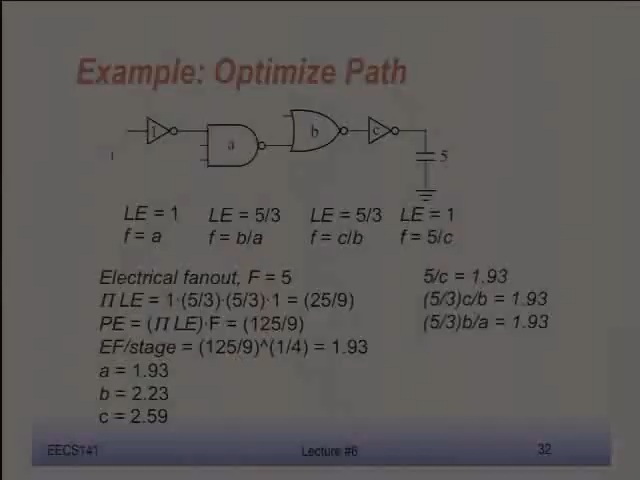 Example: Optimize Path
1
a
b
c
5
1
LE = 1 LE = 5/3 LE = 5/3 LE = 1
f = a f = b/a f = c/b f = 5/c
Electrical fanout, F = 5
Π LE = 1·(5/3)·(5/3)·1 = (25/9)
PE = (Π LE)·F = (125/9)
EF/stage = (125/9)^(1/4) = 1.93
a = 1.93
b = 2.23
c = 2.59
5/c = 1.93
(5/3)c/b = 1.93
(5/3)b/a = 1.93
EECS141 Lecture #6 32